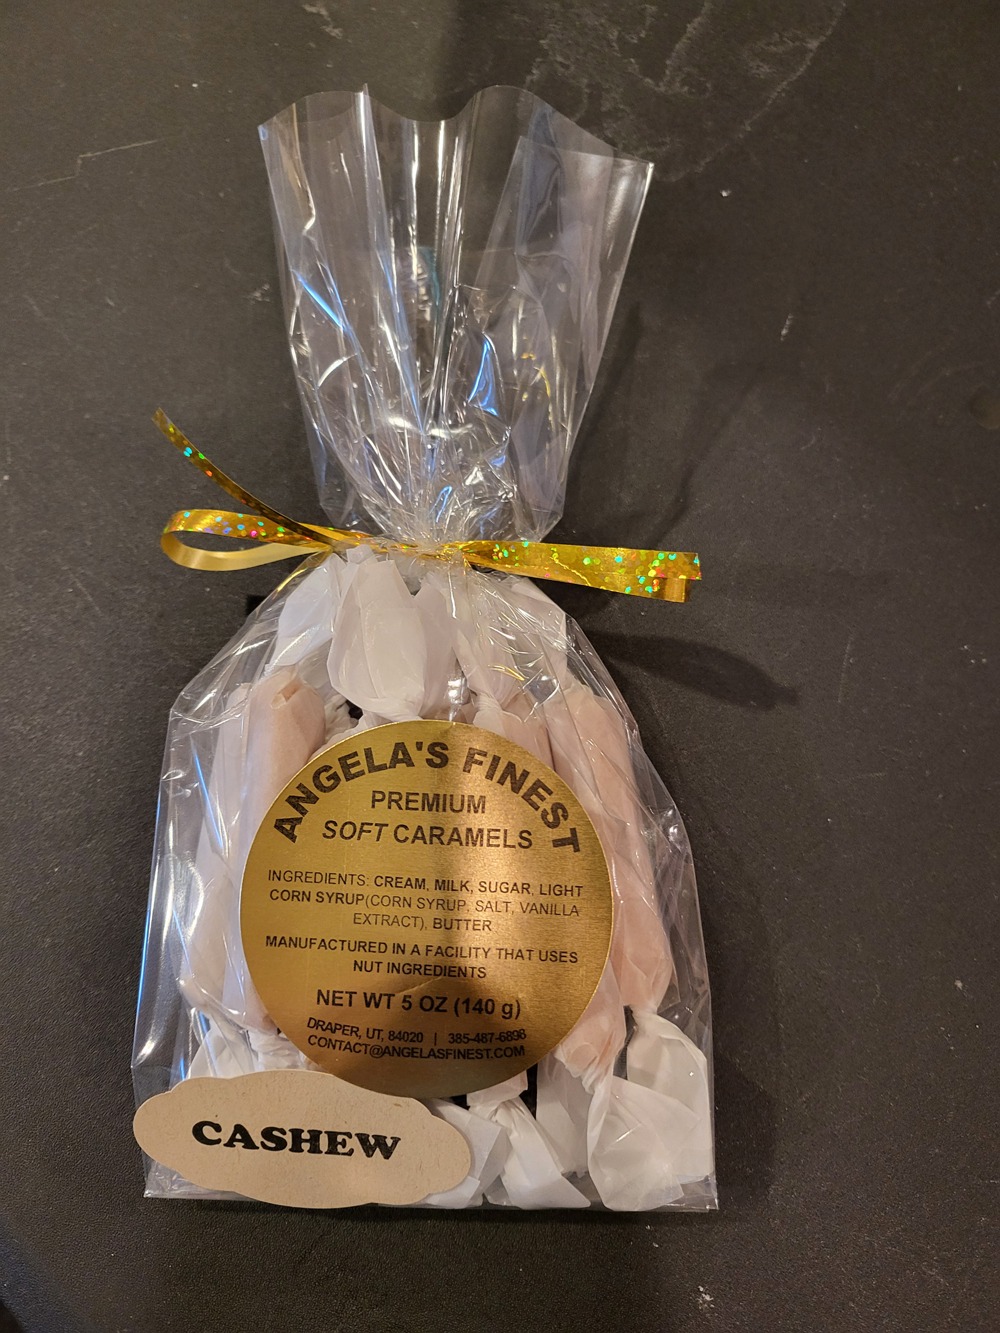 ANGELA'S FINEST
PREMIUM
SOFT CARAMELS
INGREDIENTS: CREAM, MILK, SUGAR, LIGHT
CORN SYRUP(CORN SYRUP, SALT, VANILLA
EXTRACT), BUTTER
MANUFACTURED IN A FACILITY THAT USES
NUT INGREDIENTS
NET WT 5 OZ (140 g)
DRAPER, UT, 84020 | 385-487-6896
CONTACT@ANGELASFINEST.COM
CASHEW